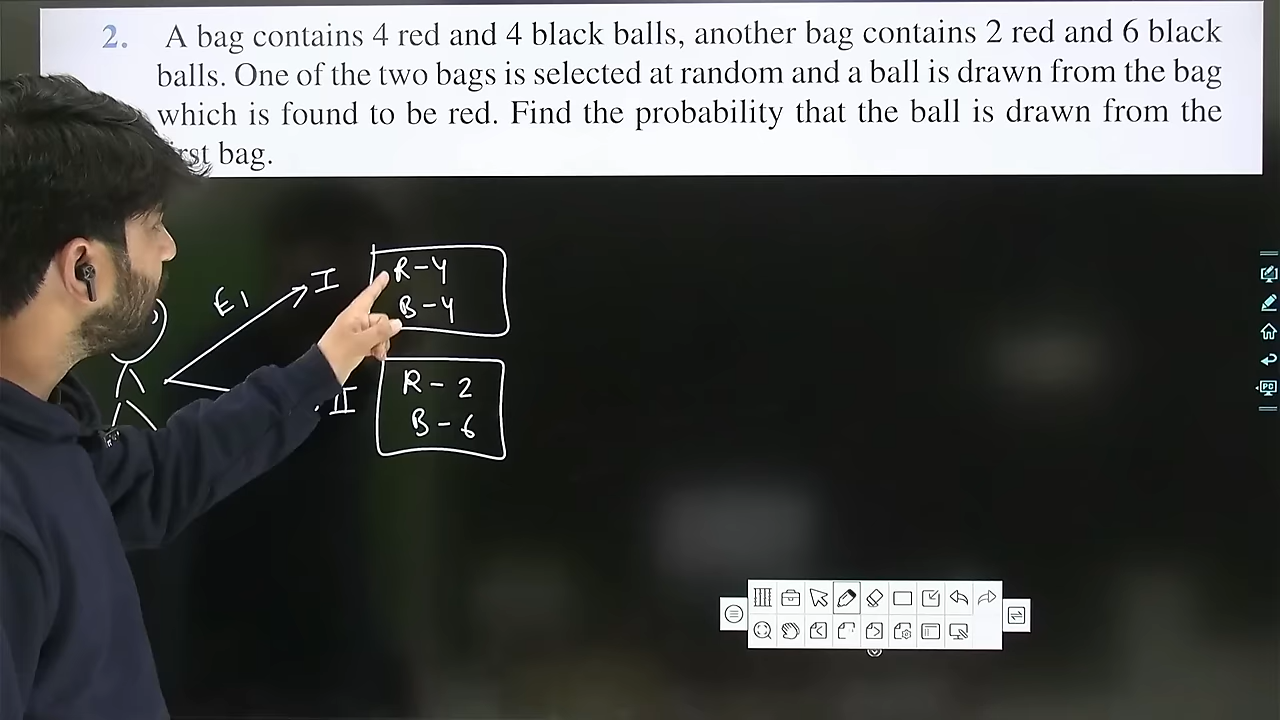 2. A bag contains 4 red and 4 black balls, another bag contains 2 red and 6 black
balls. One of the two bags is selected at random and a ball is drawn from the bag
which is found to be red. Find the probability that the ball is drawn from the
bag.
E1
I
R-4
B-4
II
R-2
B-6